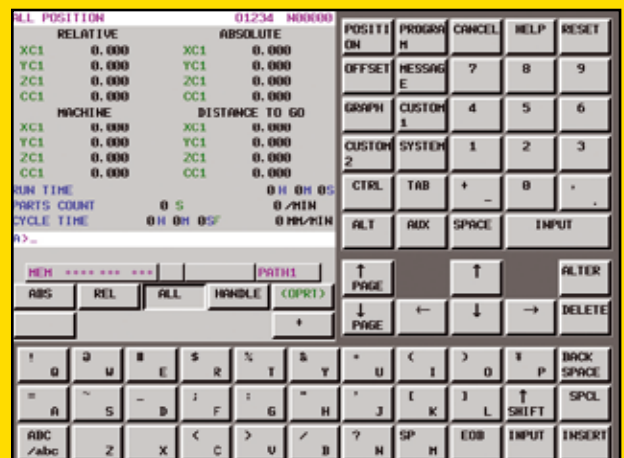 ALL POSITION 01234 N00000
RELATIVE ABSOLUTE
XC1 0.000 XC1 0.000
YC1 0.000 YC1 0.000
ZC1 0.000 ZC1 0.000
CC1 0.000 CC1 0.000
MACHINE DISTANCE TO GO
XC1 0.000 XC1 0.000
YC1 0.000 YC1 0.000
ZC1 0.000 ZC1 0.000
CC1 0.000 CC1 0.000
RUN TIME 0H 0M 0S
PARTS COUNT 0 S 0 /MIN
CYCLE TIME 0H 0M 0S F 0 MM/MIN
A>_
MEM **** *** *** PATH1
ABS REL ALL HANDLE (OPRT)
+
POSITI
ON PROGRA
M CANCEL HELP RESET
OFFSET MESSAG
E 7 8 9
GRAPH CUSTOM
1 4 5 6
CUSTOM
2 SYSTEM 1 2 3
CTRL TAB + - 0 . .
ALT AUX SPACE INPUT
↑
PAGE ↑ ALTER
↓
PAGE ← ↓ → DELETE
! Q @ W # E $ R % T & Y * U ( I ) O ¥ P BACK
SPACE
= A ~ S _ D ; F : G " H ' J [ K ] L ↑
SHIFT SPCL
ABC
/abc Z X < C > V / B ? N SP M EOB INPUT INSERT